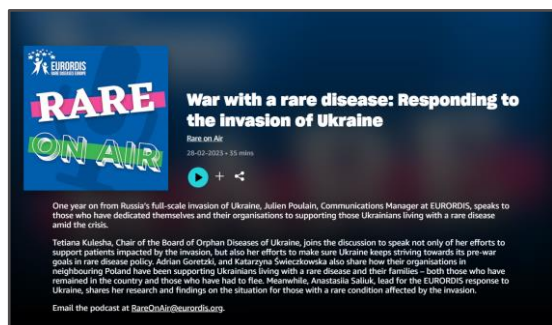 EURORDIS
RARE DISEASES EUROPE
RARE
ON AIR
War with a rare disease: Responding to
the invasion of Ukraine
Rare on Air
28-02-2023 • 55 mins
One year on from Russia's full-scale invasion of Ukraine, Julien Poulain, Communications Manager at EURORDIS, speaks to
those who have dedicated themselves and their organisations to supporting those Ukrainians living with a rare disease
amid the crisis.
Tetiana Kulesha, Chair of the Board of Orphan Diseases of Ukraine, joins the discussion to speak not only of her efforts to
support patients impacted by the invasion, but also her efforts to make sure Ukraine keeps striving towards its pre-war
goals in rare disease policy. Adrian Goretzki, and Katarzyna Świeczkowska also share how their organisations in
neighbouring Poland have been supporting Ukrainians living with a rare disease and their families – both those who have
remained in the country and those who have had to flee. Meanwhile, Anastasiia Saliuk, lead for the EURORDIS response to
Ukraine, shares her research and findings on the situation for those with a rare condition affected by the invasion.
Email the podcast at RareOnAir@eurordis.org.